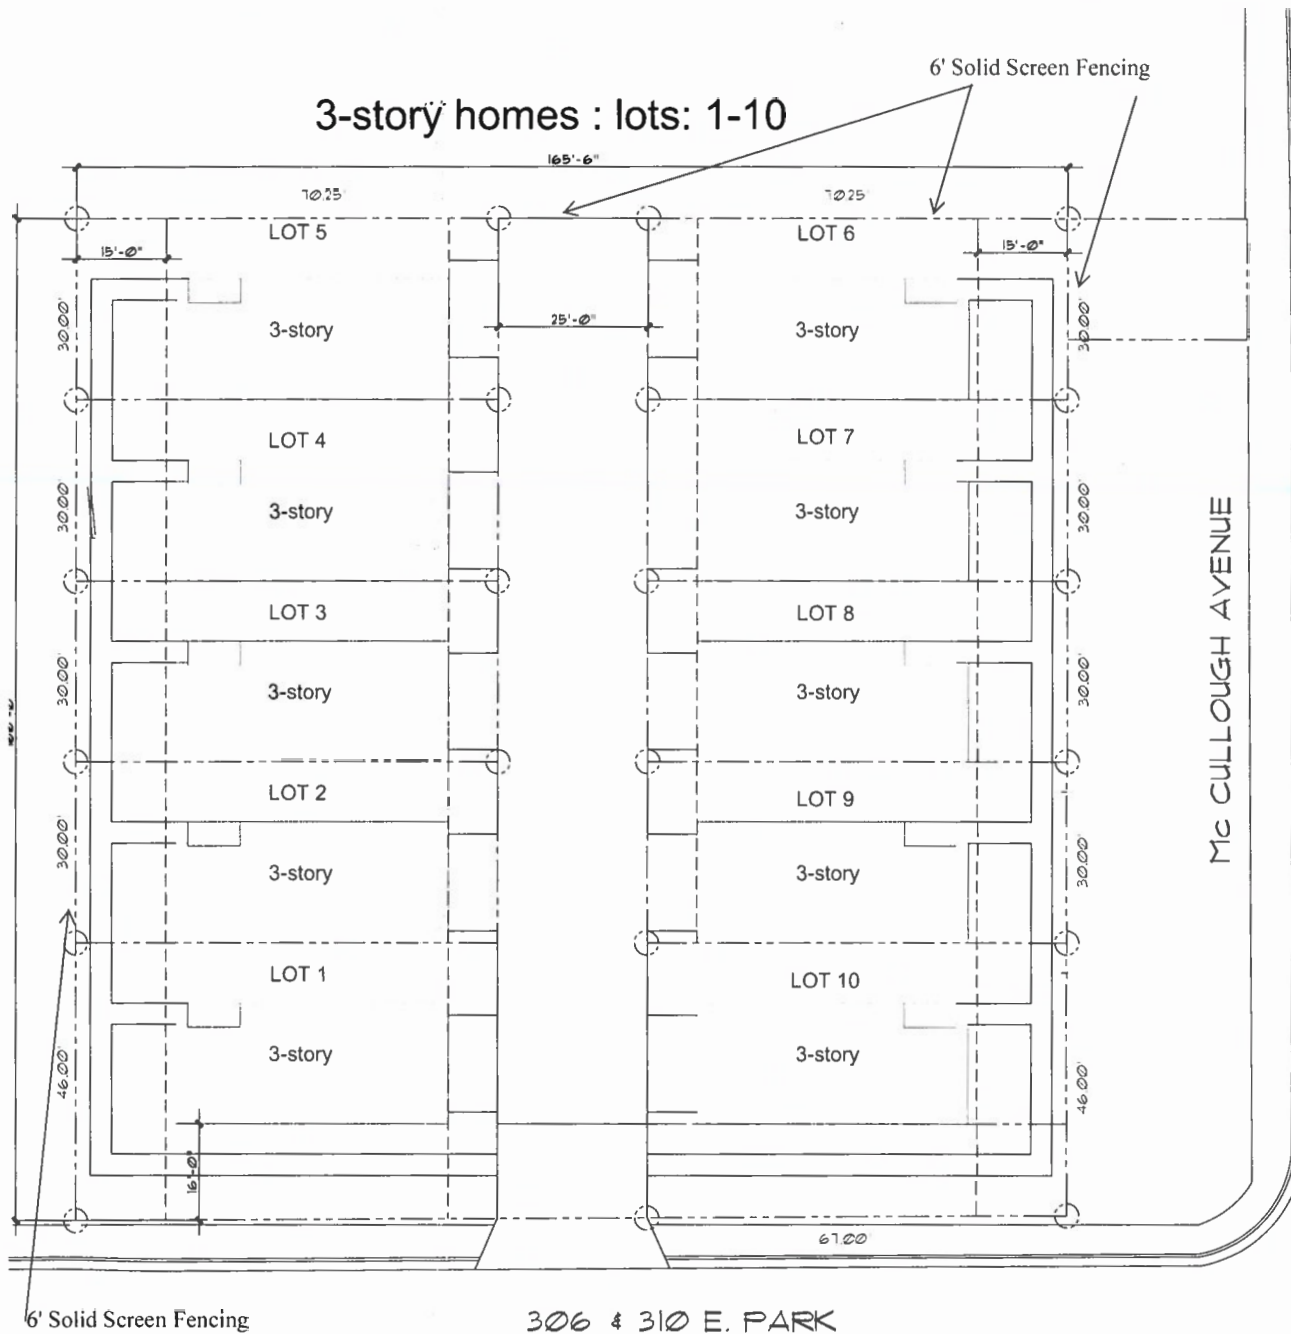 6' Solid Screen Fencing
3-story homes : lots: 1-10
165'-6"
70.25' 70.25'
LOT 5 LOT 6
15'-0" 15'-0"
25'-0"
30.00' 3-story 3-story 30.00'
LOT 4 LOT 7
30.00' 3-story 3-story 30.00'
LOT 3 LOT 8
30.00' 3-story 3-story 30.00'
LOT 2 LOT 9
30.00' 3-story 3-story 30.00'
LOT 1 LOT 10
46.00' 3-story 3-story 46.00'
Mc CULLOUGH AVENUE
16'-0"
67.00'
6' Solid Screen Fencing
306 & 310 E. PARK